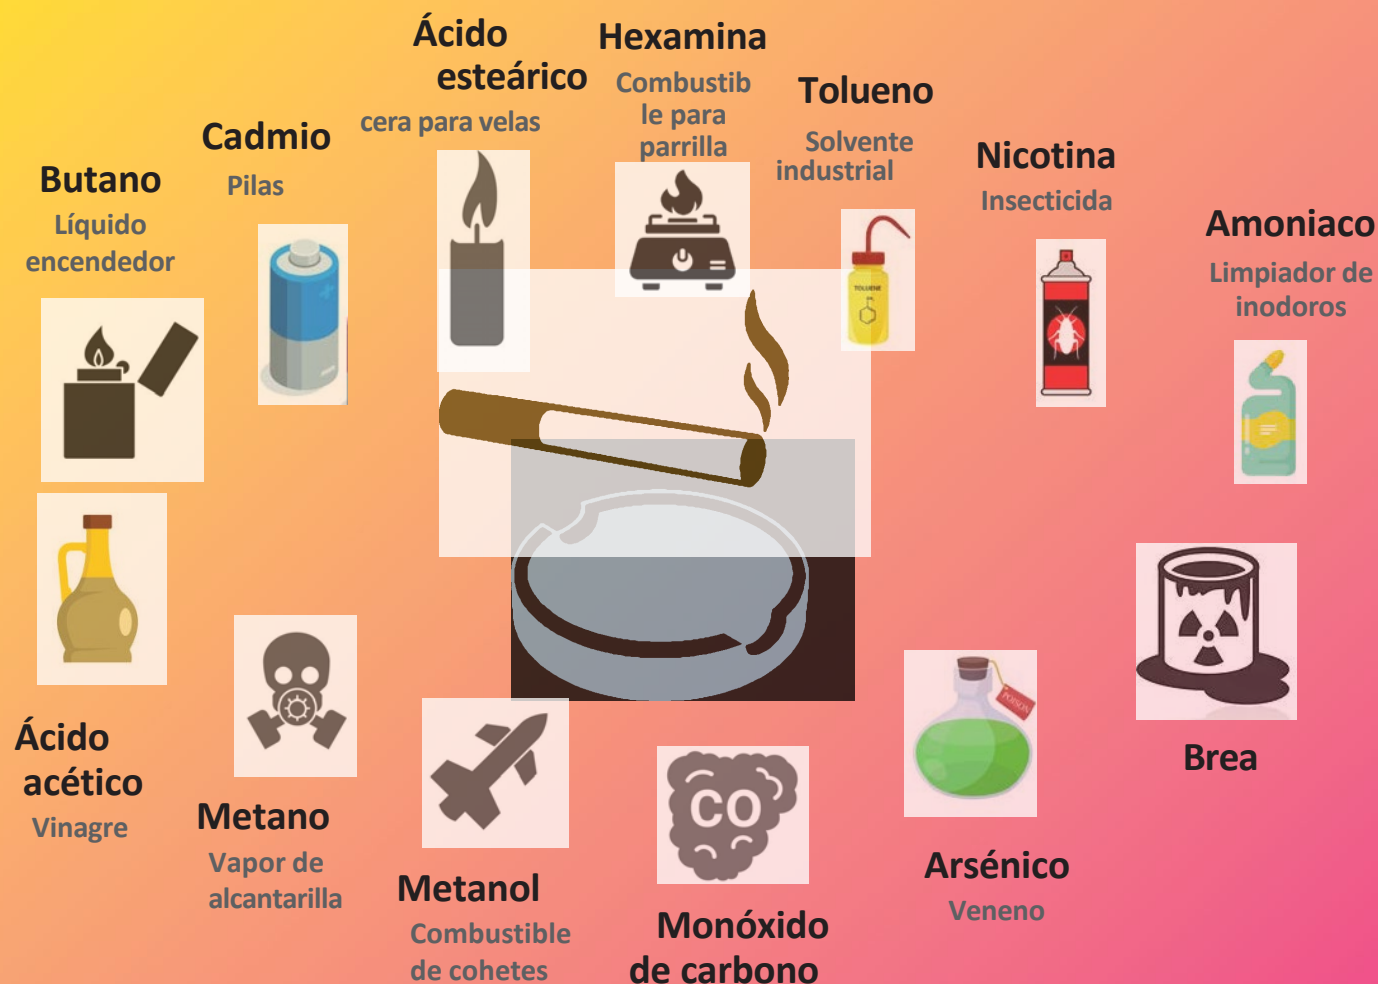 Ácido
esteárico
cera para velas
Hexamina
Combustib
le para
parrilla
Tolueno
Solvente
industrial
TOLUENE
Cadmio
Pilas
Nicotina
Insecticida
Butano
Líquido
encendedor
Amoniaco
Limpiador de
inodoros
Ácido
acético
Vinagre
Metano
Vapor de
alcantarilla
Metanol
Combustible
de cohetes
CO
Monóxido
de carbono
POISON
Arsénico
Veneno
Brea